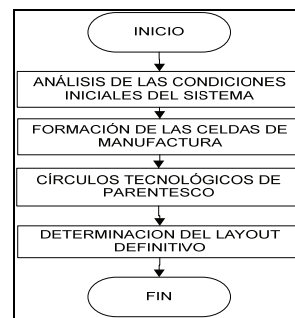 INICIO
ANÁLISIS DE LAS CONDICIONES
INICIALES DEL SISTEMA
FORMACIÓN DE LAS CELDAS DE
MANUFACTURA
CÍRCULOS TECNOLÓGICOS DE
PARENTESCO
DETERMINACION DEL LAYOUT
DEFINITIVO
FIN